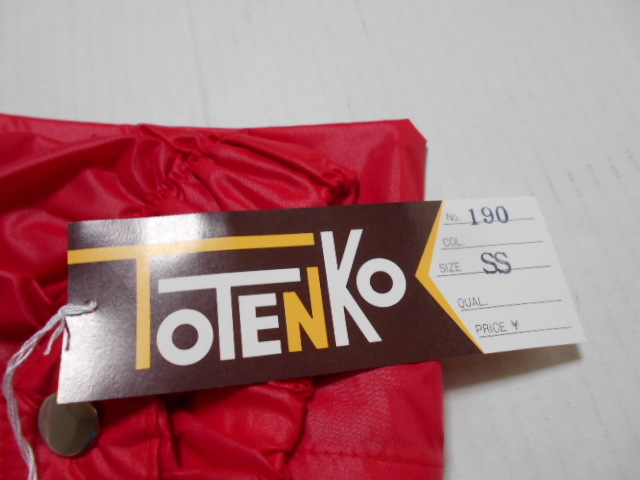 TOTENKO
No. 190
COL.
SIZE SS
QUAL.
PRICE ¥